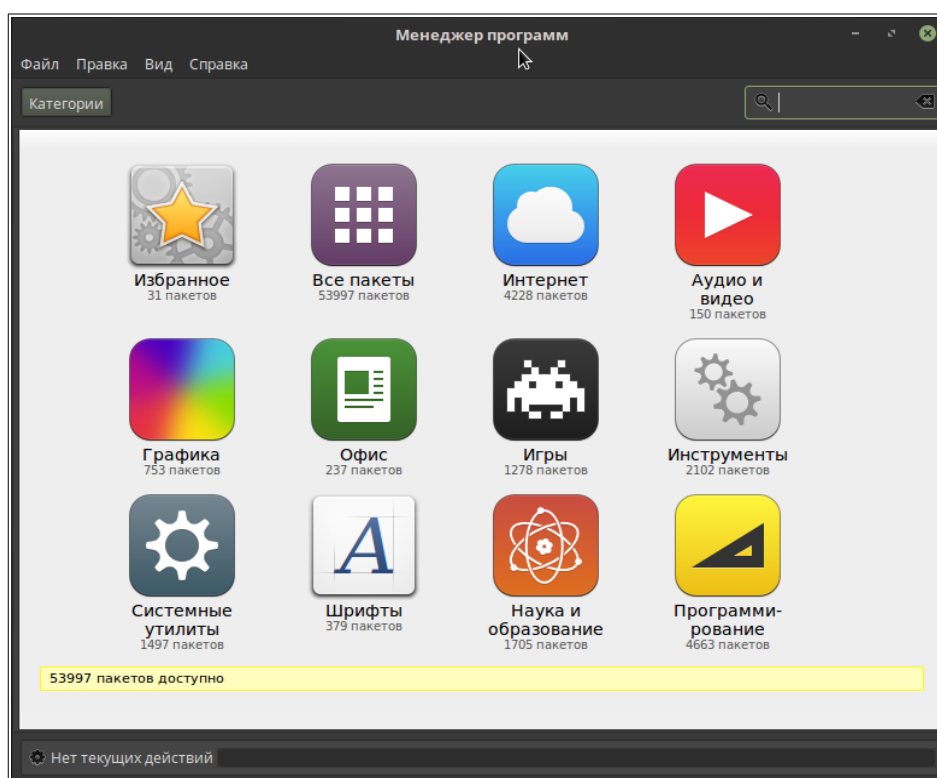 Менеджер программ
Файл Правка Вид Справка
Категории
Избранное
31 пакетов
Все пакеты
53997 пакетов
Интернет
4228 пакетов
Аудио и
видео
150 пакетов
Графика
753 пакетов
Офис
237 пакетов
Игры
1278 пакетов
Инструменты
2102 пакетов
Системные
утилиты
1497 пакетов
Шрифты
379 пакетов
Наука и
образование
1705 пакетов
Программи-
рование
4663 пакетов
53997 пакетов доступно
Нет текущих действий